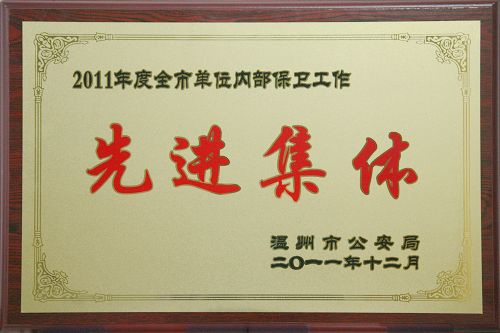 2011年度全市单位内部保卫工作
先进集体
温州市公安局
二O一一年十二月